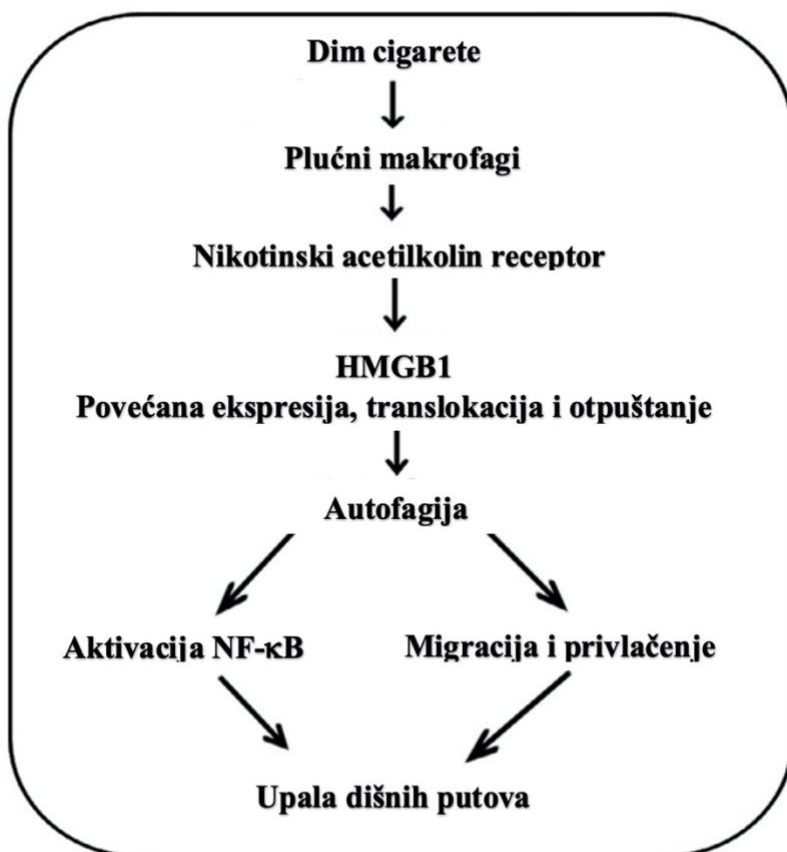 Dim cigarete
Plućni makrofagi
Nikotinski acetilkolin receptor
HMGB1
Povećana ekspresija, translokacija i otpuštanje
Autofagija
Aktivacija NF-κB
Migracija i privlačenje
Upala dišnih putova